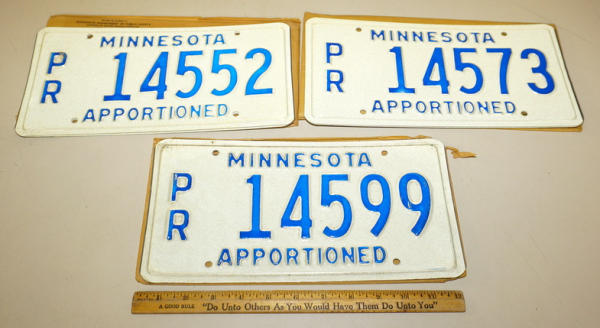 MINNESOTA
PR 14552
APPORTIONED
MINNESOTA
PR 14573
APPORTIONED
MINNESOTA
PR 14599
APPORTIONED
A GOOD RULE "Do Unto Others As You Would Have Them Do Unto You"